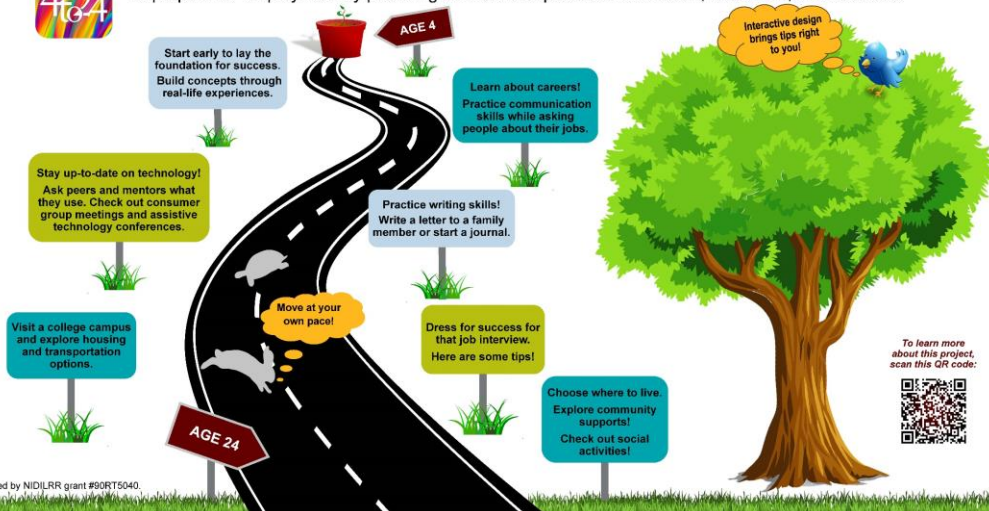 4to24
AGE 4
Interactive design
brings tips right
to you!
Start early to lay the
foundation for success.
Build concepts through
real-life experiences.
Learn about careers!
Practice communication
skills while asking
people about their jobs.
Stay up-to-date on technology!
Ask peers and mentors what
they use. Check out consumer
group meetings and assistive
technology conferences.
Practice writing skills!
Write a letter to a family
member or start a journal.
Move at your
own pace!
Visit a college campus
and explore housing
and transportation
options.
Dress for success for
that job interview.
Here are some tips!
To learn more
about this project,
scan this QR code:
Choose where to live.
Explore community
supports!
Check out social
activities!
AGE 24
by NIDILRR grant #90RT5040.